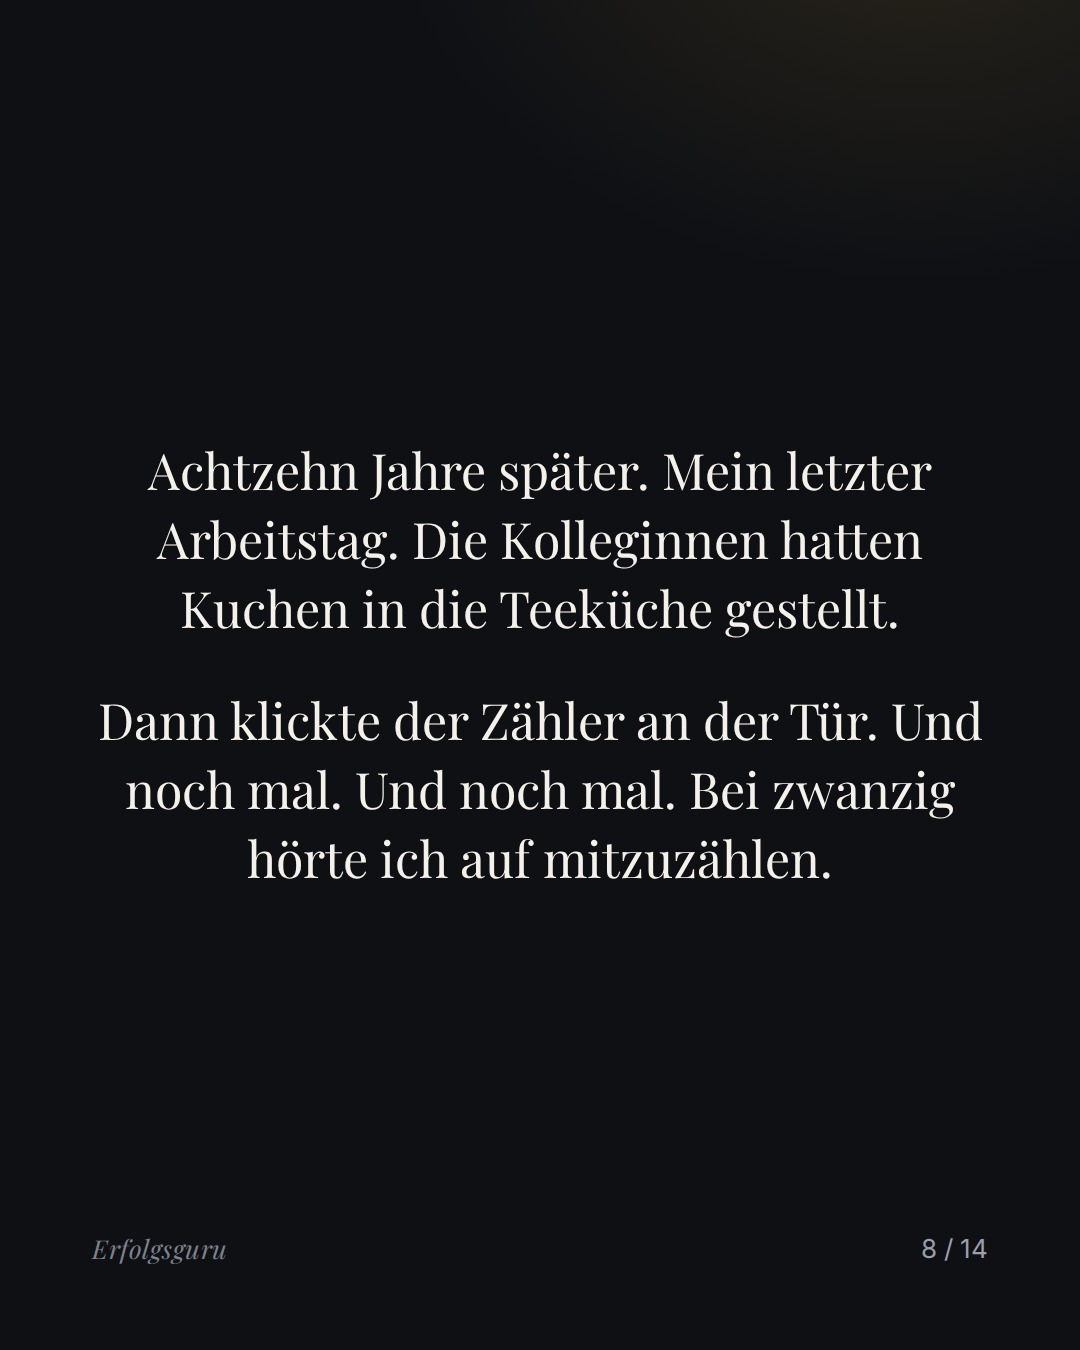 Achtzehn Jahre später. Mein letzter
Arbeitstag. Die Kolleginnen hatten
Kuchen in die Teeküche gestellt.
Dann klickte der Zähler an der Tür. Und
noch mal. Und noch mal. Bei zwanzig
hörte ich auf mitzuzählen.
Erfolgsguru
8 / 14